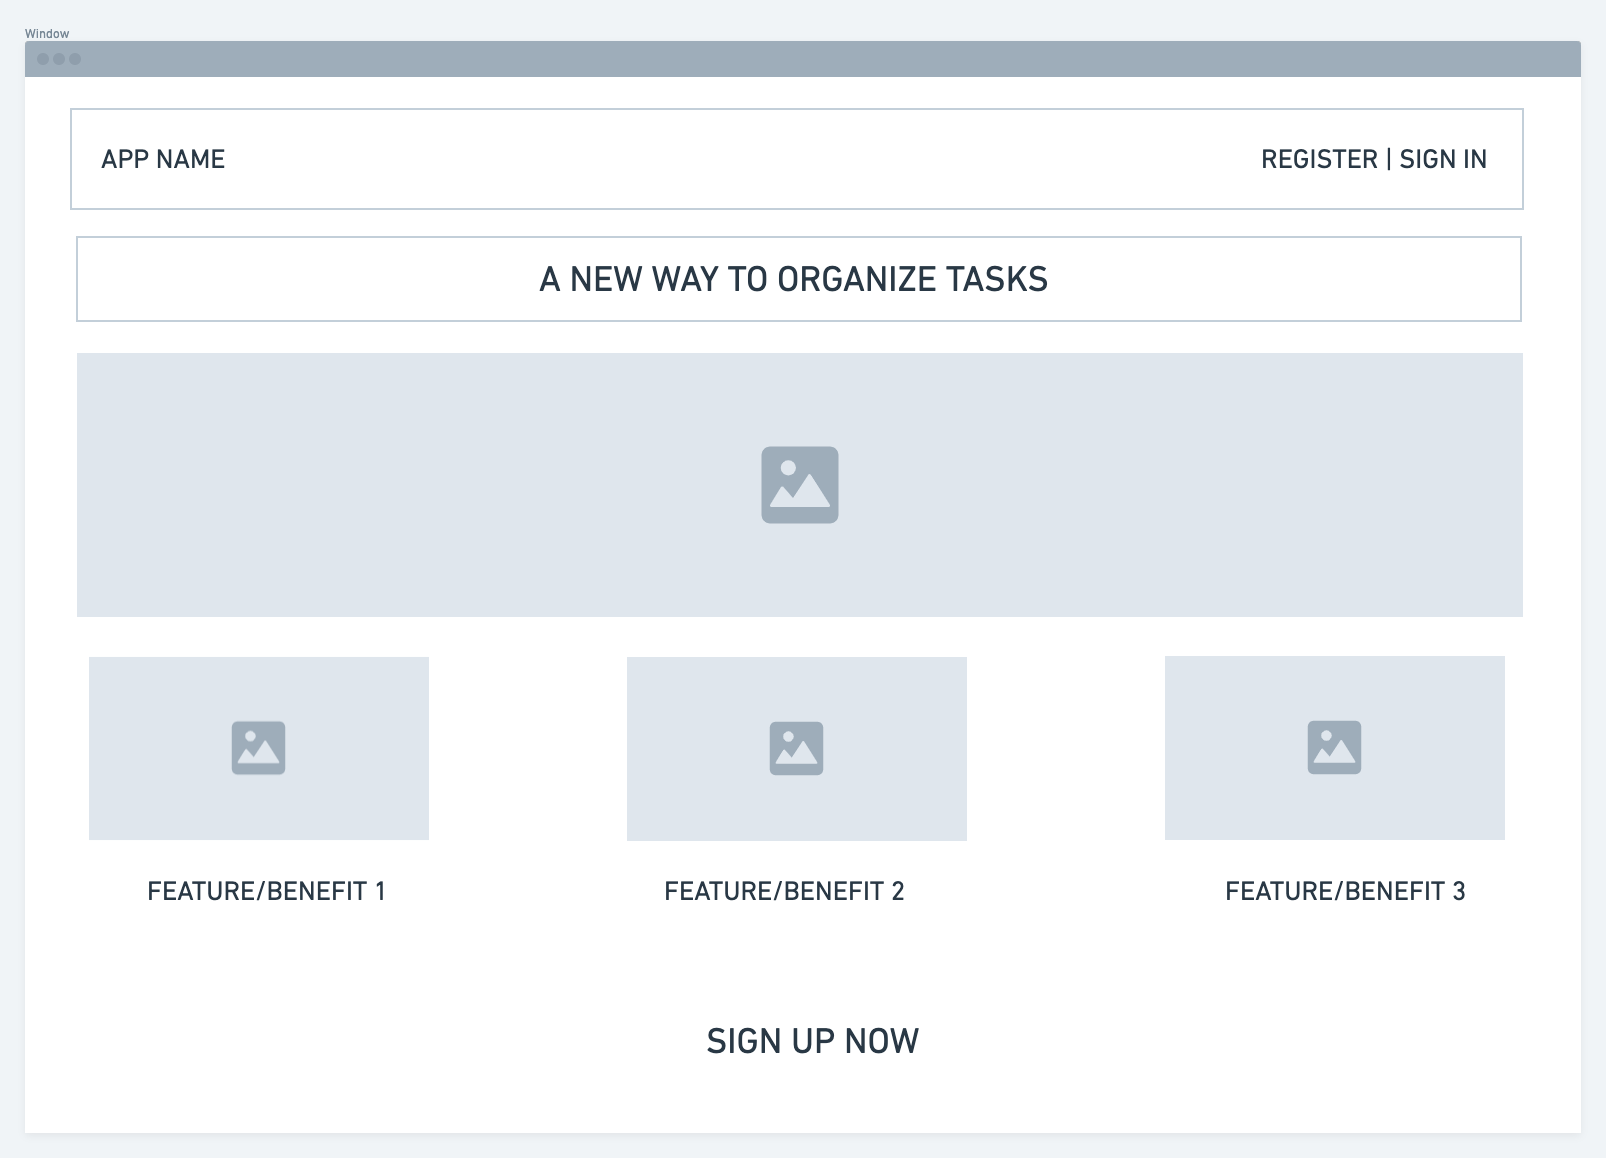 Window
APP NAME
REGISTER | SIGN IN
A NEW WAY TO ORGANIZE TASKS
FEATURE/BENEFIT 1
FEATURE/BENEFIT 2
FEATURE/BENEFIT 3
SIGN UP NOW